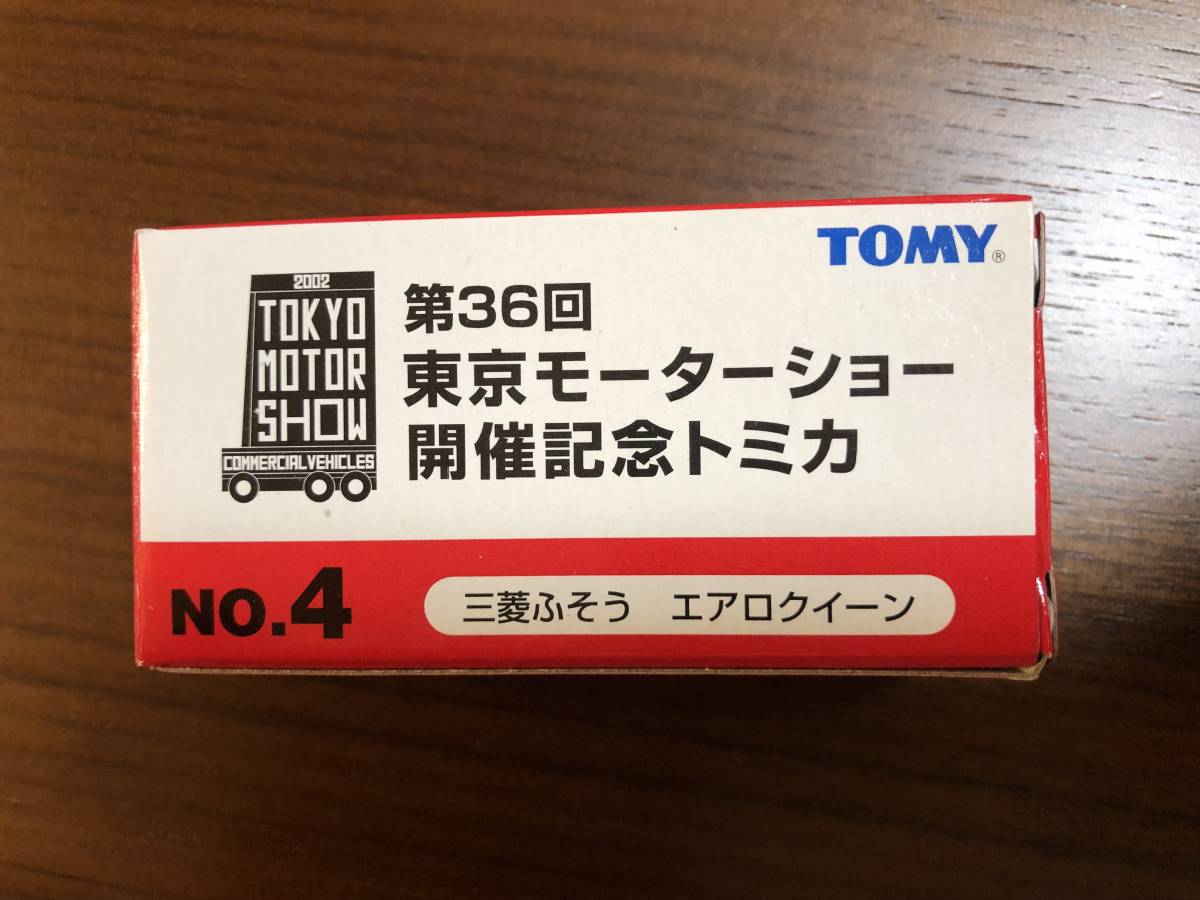 TOMY®
2002
TOKYO
MOTOR
SHOW
COMMERCIAL VEHICLES
第36回
東京モーターショー
開催記念トミカ
NO.4
三菱ふそう エアロクイーン